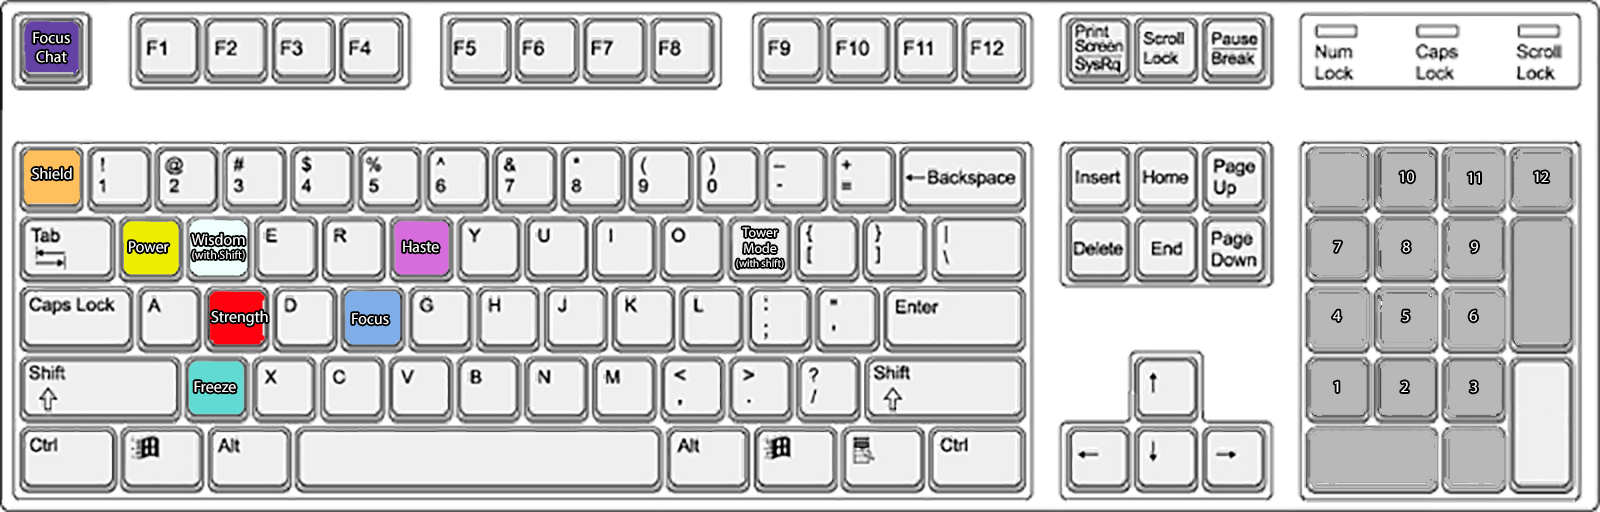 Focus
Chat
F1
F2
F3
F4
F5
F6
F7
F8
F9
F10
F11
F12
Print
Screen
SysRq
Scroll
Lock
Pause
Break
Num
Lock
Caps
Lock
Scroll
Lock
Shield
!
1
@
2
#
3
$
4
%
5
^
6
&
7
*
8
(
9
)
0
_
-
+
=
←Backspace
Insert
Home
Page
Up
10
11
12
Tab
Power
Wisdom
(with Shift)
E
R
Haste
Y
U
I
O
Tower
Mode
(with shift)
{
[
}
]
|
\
Delete
End
Page
Down
7
8
9
Caps Lock
A
Strength
D
Focus
G
H
J
K
L
:
;
"
'
Enter
4
5
6
Shift
⇧
Freeze
X
C
V
B
N
M
<
,
>
.
?
/
Shift
⇧
↑
1
2
3
Ctrl
Alt
Alt
Ctrl
←
↓
→